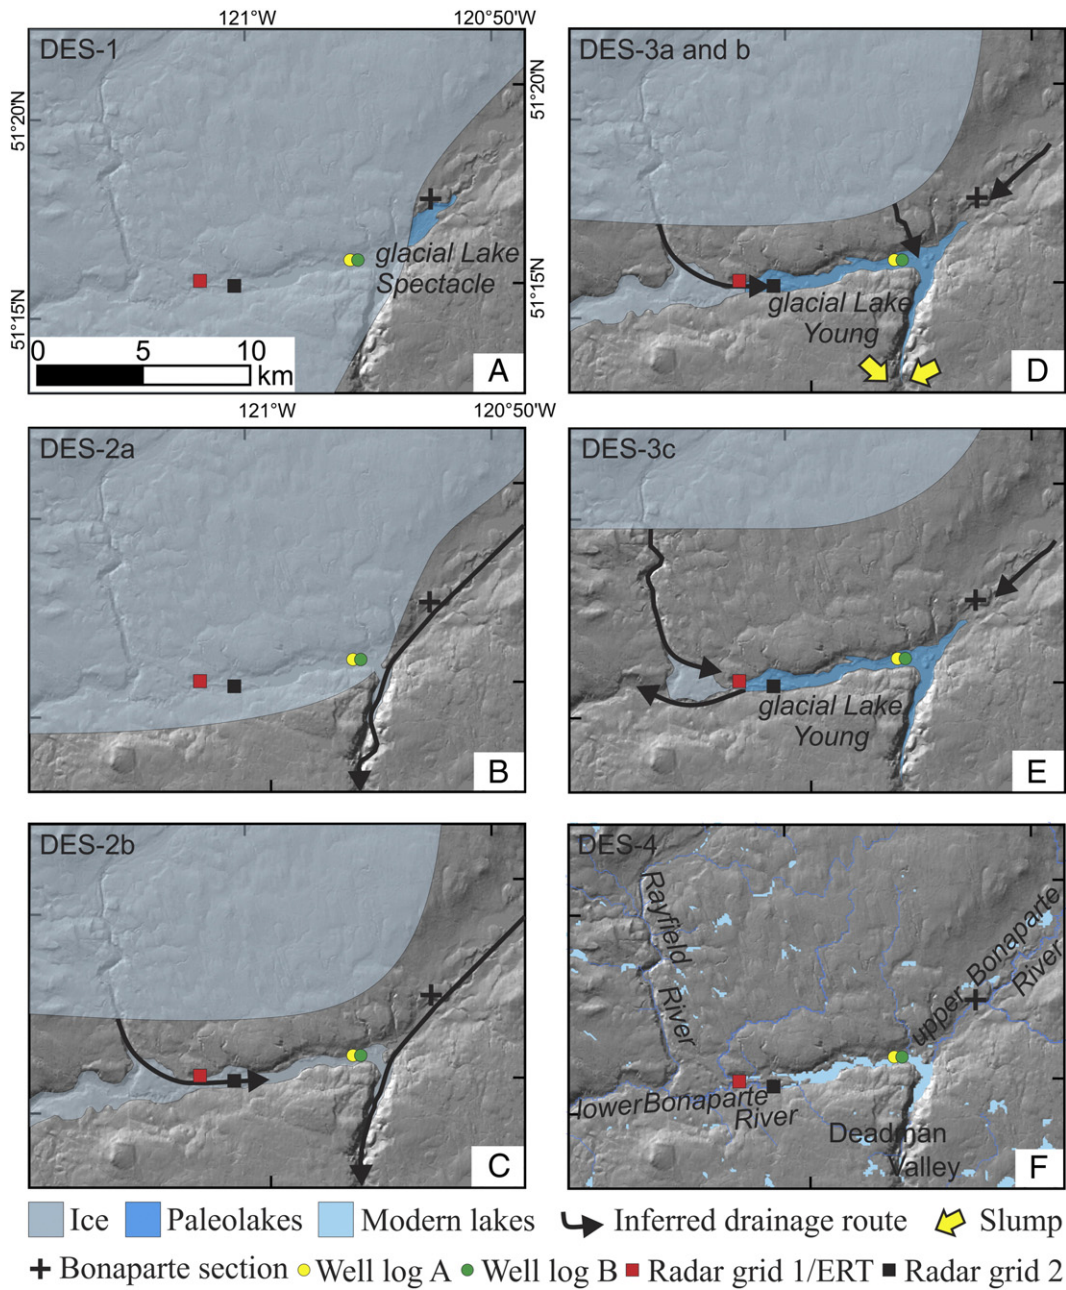 121°W 120°50'W
DES-1
51°20'N
51°15'N
glacial Lake
Spectacle
0 5 10
km
A
DES-3a and b
51°20'N
51°15'N
glacial Lake
Young
D
121°W 120°50'W
DES-2a
B
DES-3c
glacial Lake
Young
E
DES-2b
C
DES-4
Rayfield
River
upper Bonaparte
River
lower Bonaparte
River
Deadman
Valley
F
Ice Paleolakes Modern lakes Inferred drainage route Slump
Bonaparte section Well log A Well log B Radar grid 1/ERT Radar grid 2